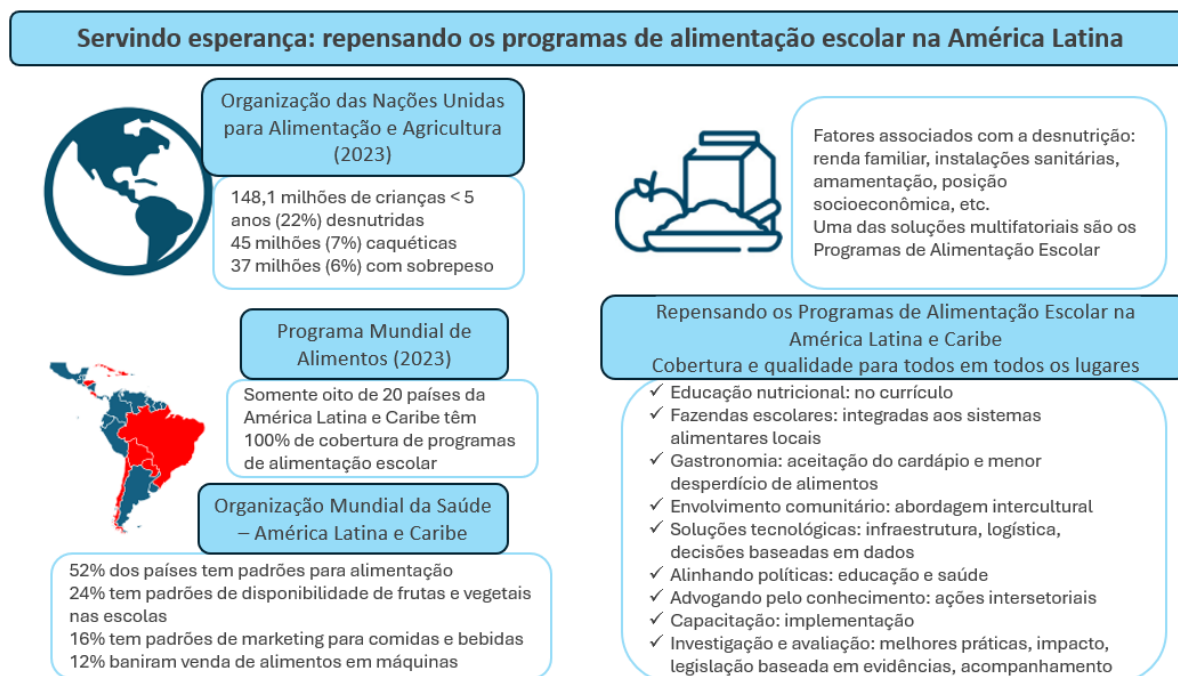 Servindo esperança: repensando os programas de alimentação escolar na América Latina
Organização das Nações Unidas
para Alimentação e Agricultura
(2023)
148,1 milhões de crianças < 5
anos (22%) desnutridas
45 milhões (7%) caquéticas
37 milhões (6%) com sobrepeso
Programa Mundial de
Alimentos (2023)
Somente oito de 20 países da
América Latina e Caribe têm
100% de cobertura de programas
de alimentação escolar
Organização Mundial da Saúde
– América Latina e Caribe
52% dos países tem padrões para alimentação
24% tem padrões de disponibilidade de frutas e vegetais
nas escolas
16% tem padrões de marketing para comidas e bebidas
12% baniram venda de alimentos em máquinas
Fatores associados com a desnutrição:
renda familiar, instalações sanitárias,
amamentação, posição
socioeconômica, etc.
Uma das soluções multifatoriais são os
Programas de Alimentação Escolar
Repensando os Programas de Alimentação Escolar na
América Latina e Caribe
Cobertura e qualidade para todos em todos os lugares
✓ Educação nutricional: no currículo
✓ Fazendas escolares: integradas aos sistemas
alimentares locais
✓ Gastronomia: aceitação do cardápio e menor
desperdício de alimentos
✓ Envolvimento comunitário: abordagem intercultural
✓ Soluções tecnológicas: infraestrutura, logística,
decisões baseadas em dados
✓ Alinhando políticas: educação e saúde
✓ Advogando pelo conhecimento: ações intersetoriais
✓ Capacitação: implementação
✓ Investigação e avaliação: melhores práticas, impacto,
legislação baseada em evidências, acompanhamento